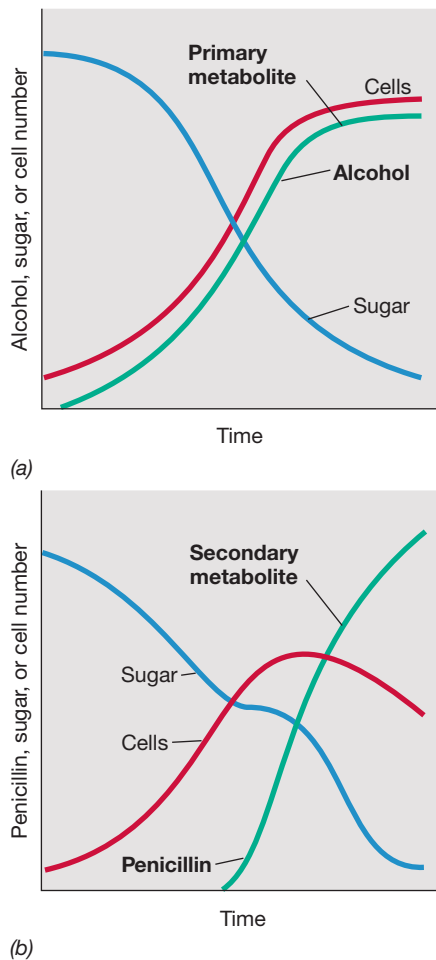 Alcohol, sugar, or cell number
Primary
metabolite
Cells
Alcohol
Sugar
Time
(a)
Penicillin, sugar, or cell number
Secondary
metabolite
Sugar
Cells
Penicillin
Time
(b)